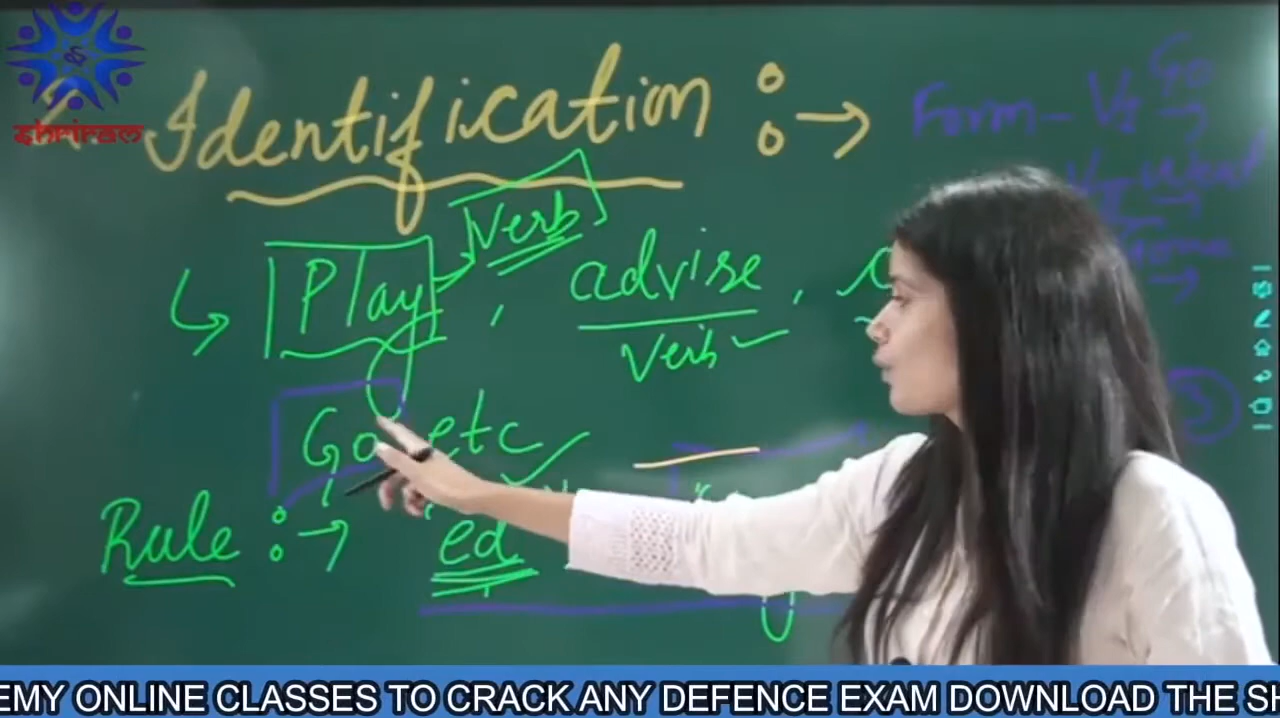 Shriram
Identification :→ Form - V1 Go
Verb
Play, advise,
Verb
Go etc
Rule :→ 'ed
EMY ONLINE CLASSES TO CRACK ANY DEFENCE EXAM DOWNLOAD THE SH